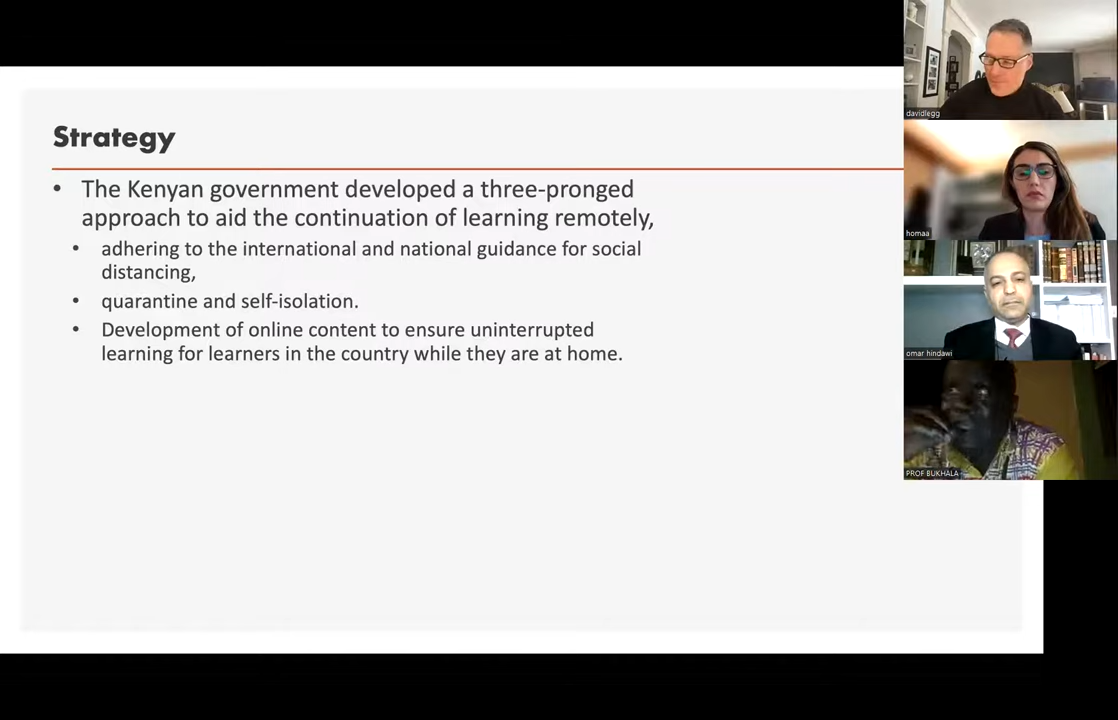 Strategy
• The Kenyan government developed a three-pronged
approach to aid the continuation of learning remotely,
• adhering to the international and national guidance for social
distancing,
• quarantine and self-isolation.
• Development of online content to ensure uninterrupted
learning for learners in the country while they are at home.
davidlegg
homaa
omar hindawi
PROF BUKHALA